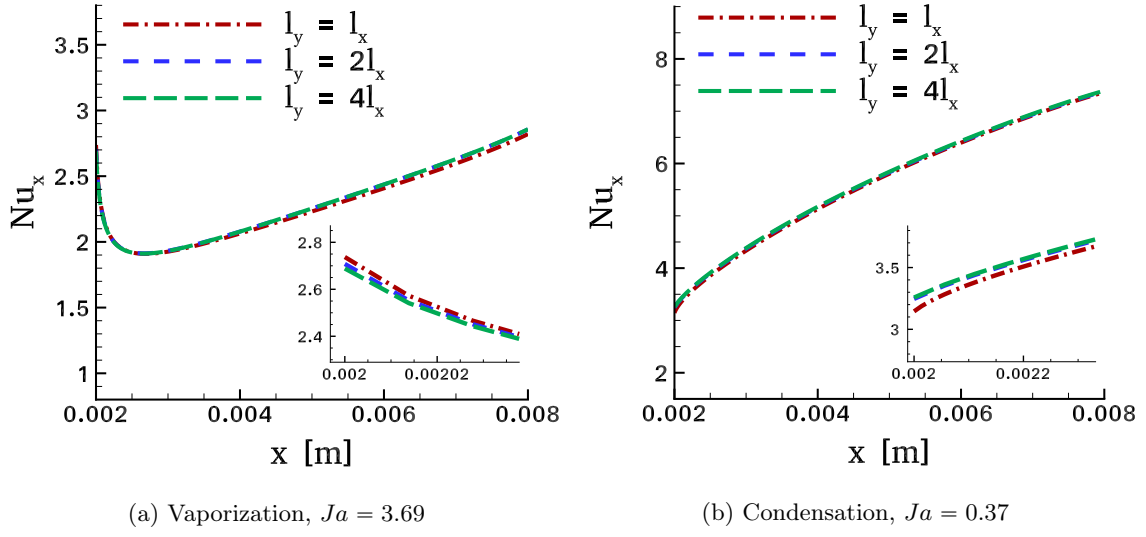 l_y = l_x
l_y = 2l_x
l_y = 4l_x
Nu_x
3.5
3
2.5
2
1.5
1
0.002
0.004
0.006
0.008
x [m]
2.8
2.6
2.4
0.002
0.00202
(a) Vaporization, Ja = 3.69
l_y = l_x
l_y = 2l_x
l_y = 4l_x
Nu_x
8
6
4
2
0.002
0.004
0.006
0.008
x [m]
3.5
3
0.002
0.0022
(b) Condensation, Ja = 0.37